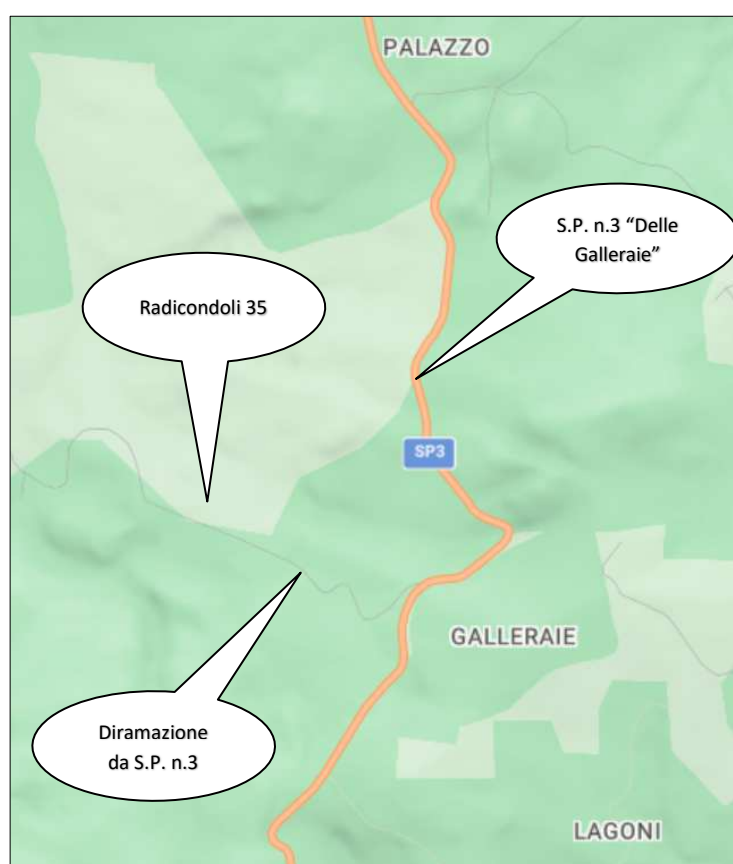 PALAZZO
S.P. n.3 “Delle
Galleraie”
Radicondoli 35
SP3
GALLERAIE
Diramazione
da S.P. n.3
LAGONI